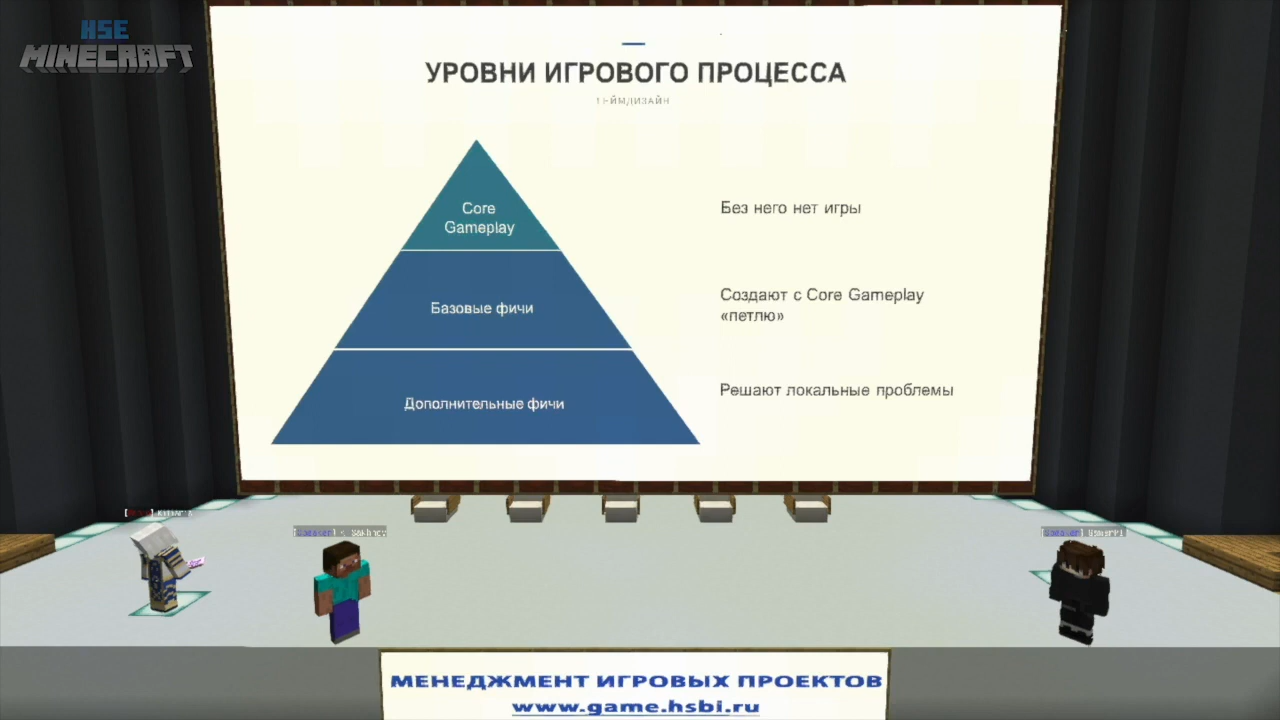 HSE
MINECRAFT
УРОВНИ ИГРОВОГО ПРОЦЕССА
ГЕЙМДИЗАЙН
Core
Gameplay
Без него нет игры
Базовые фичи
Создают с Core Gameplay
«петлю»
Дополнительные фичи
Решают локальные проблемы
МЕНЕДЖМЕНТ ИГРОВЫХ ПРОЕКТОВ
www.game.hsbi.ru